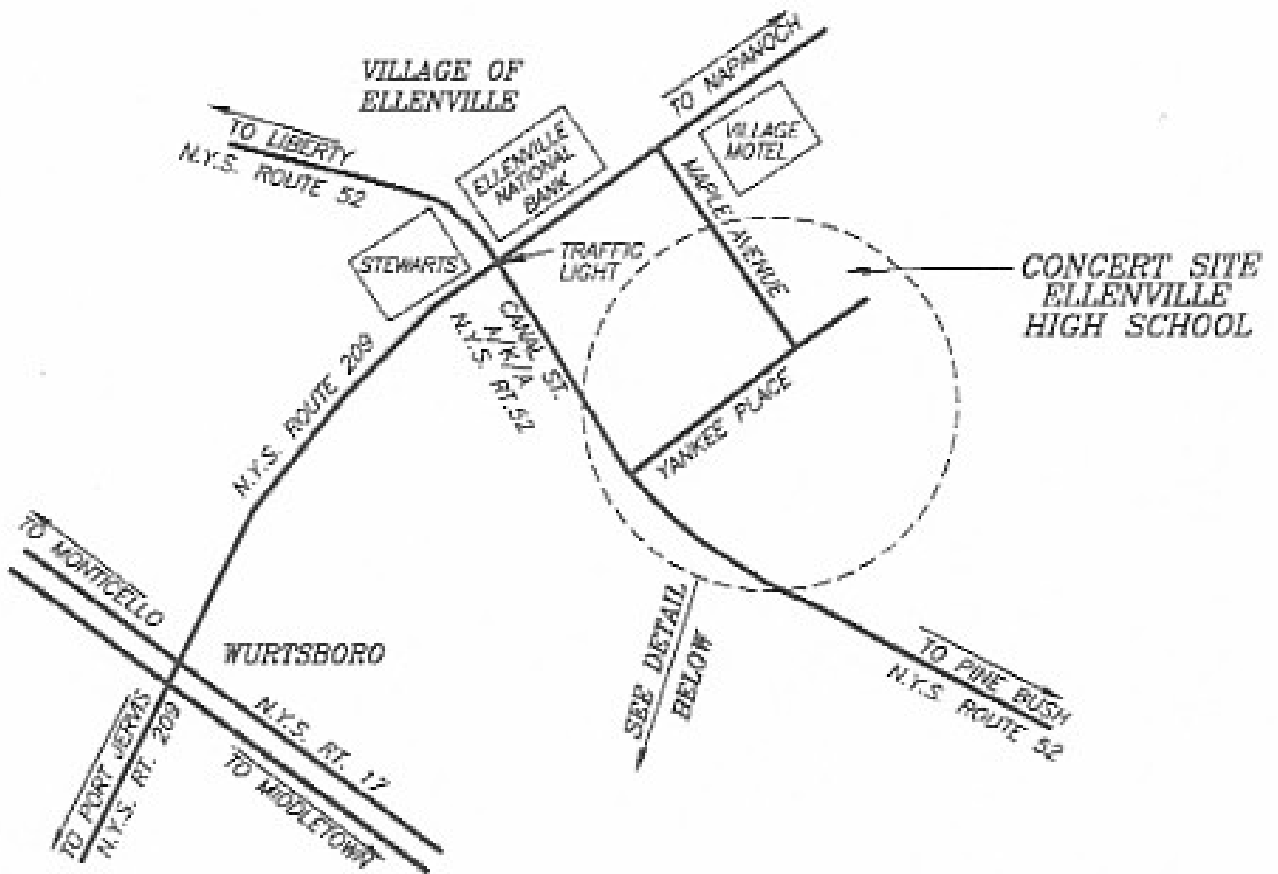 VILLAGE OF
ELLENVILLE
TO NAPANOCH
TO LIBERTY
N.Y.S. ROUTE 52
ELLENVILLE
NATIONAL
BANK
VILLAGE
MOTEL
MAPLE AVENUE
STEWARTS
TRAFFIC
LIGHT
CONCERT SITE
ELLENVILLE
HIGH SCHOOL
CANAL ST.
A/K/A
N.Y.S. RT.52
N.Y.S. ROUTE 209
YANKEE PLACE
TO MONTICELLO
WURTSBORO
SEE DETAIL
BELOW
TO PINE BUSH
N.Y.S. ROUTE 52
TO PORT JERVIS
N.Y.S. RT. 209
N.Y.S. RT. 17
TO MIDDLETOWN